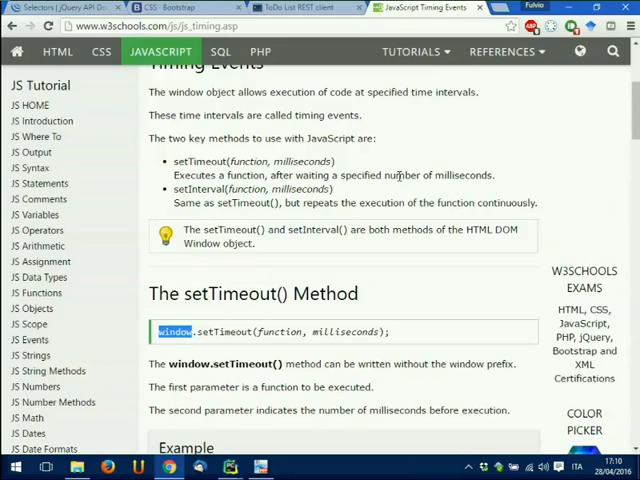 Selectors | jQuery API Do
CSS · Bootstrap
ToDo List REST client
JavaScript Timing Events
Fulvio
www.w3schools.com/js/js_timing.asp
HTML
CSS
JAVASCRIPT
SQL
PHP
TUTORIALS
REFERENCES
JS Tutorial
JS HOME
JS Introduction
JS Where To
JS Output
JS Syntax
JS Statements
JS Comments
JS Variables
JS Operators
JS Arithmetic
JS Assignment
JS Data Types
JS Functions
JS Objects
JS Scope
JS Events
JS Strings
JS String Methods
JS Numbers
JS Number Methods
JS Math
JS Dates
JS Date Formats
Timing Events
The window object allows execution of code at specified time intervals.
These time intervals are called timing events.
The two key methods to use with JavaScript are:
• setTimeout(function, milliseconds)
Executes a function, after waiting a specified number of milliseconds.
• setInterval(function, milliseconds)
Same as setTimeout(), but repeats the execution of the function continuously.
The setTimeout() and setInterval() are both methods of the HTML DOM
Window object.
The setTimeout() Method
window.setTimeout(function, milliseconds);
The window.setTimeout() method can be written without the window prefix.
The first parameter is a function to be executed.
The second parameter indicates the number of milliseconds before execution.
Example
W3SCHOOLS
EXAMS
HTML, CSS,
JavaScript,
PHP, jQuery,
Bootstrap and
XML
Certifications
COLOR
PICKER
ITA
17:10
28/04/2016